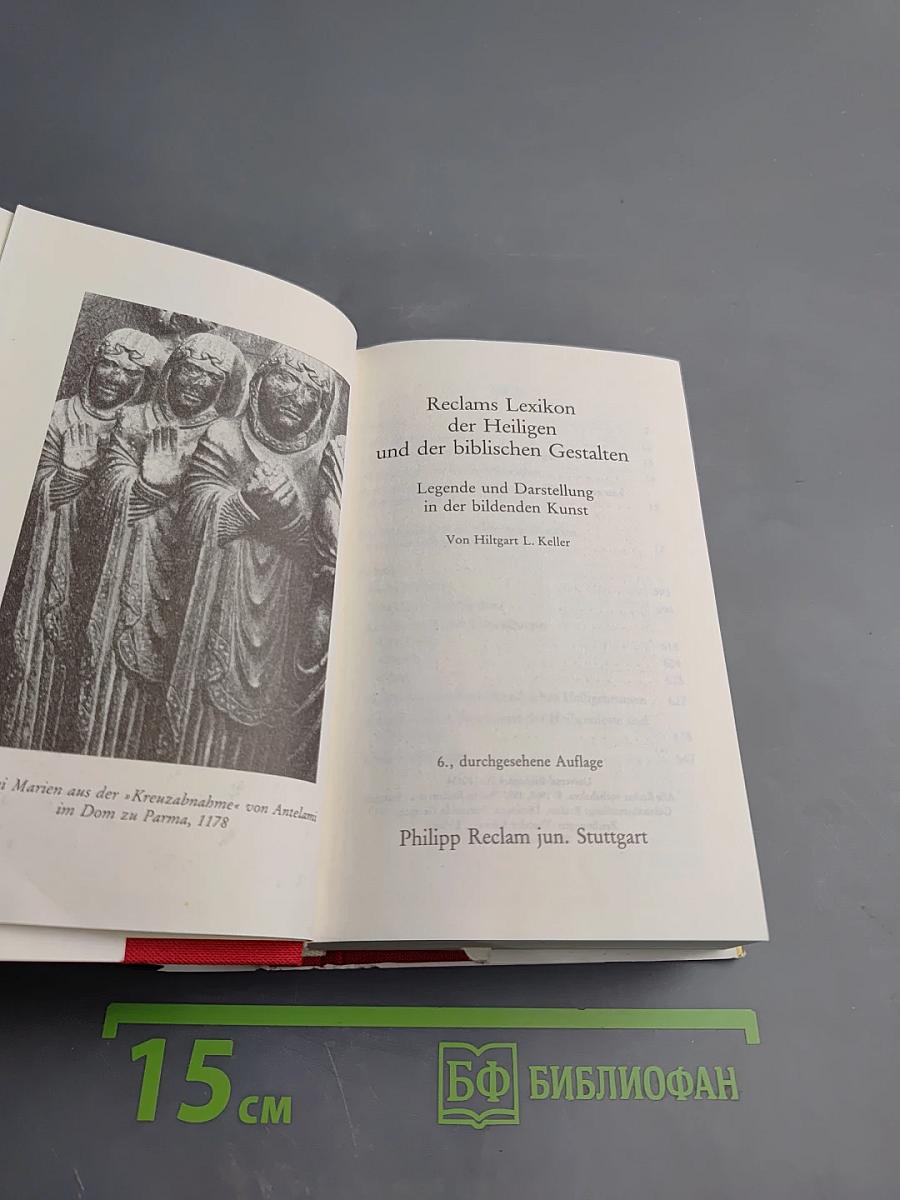 i Marien aus der »Kreuzabnahme« von Antelami
im Dom zu Parma, 1178
Reclams Lexikon
der Heiligen
und der biblischen Gestalten
Legende und Darstellung
in der bildenden Kunst
Von Hiltgart L. Keller
6., durchgesehene Auflage
Philipp Reclam jun. Stuttgart
15 см
БФ БИБЛИОФАН